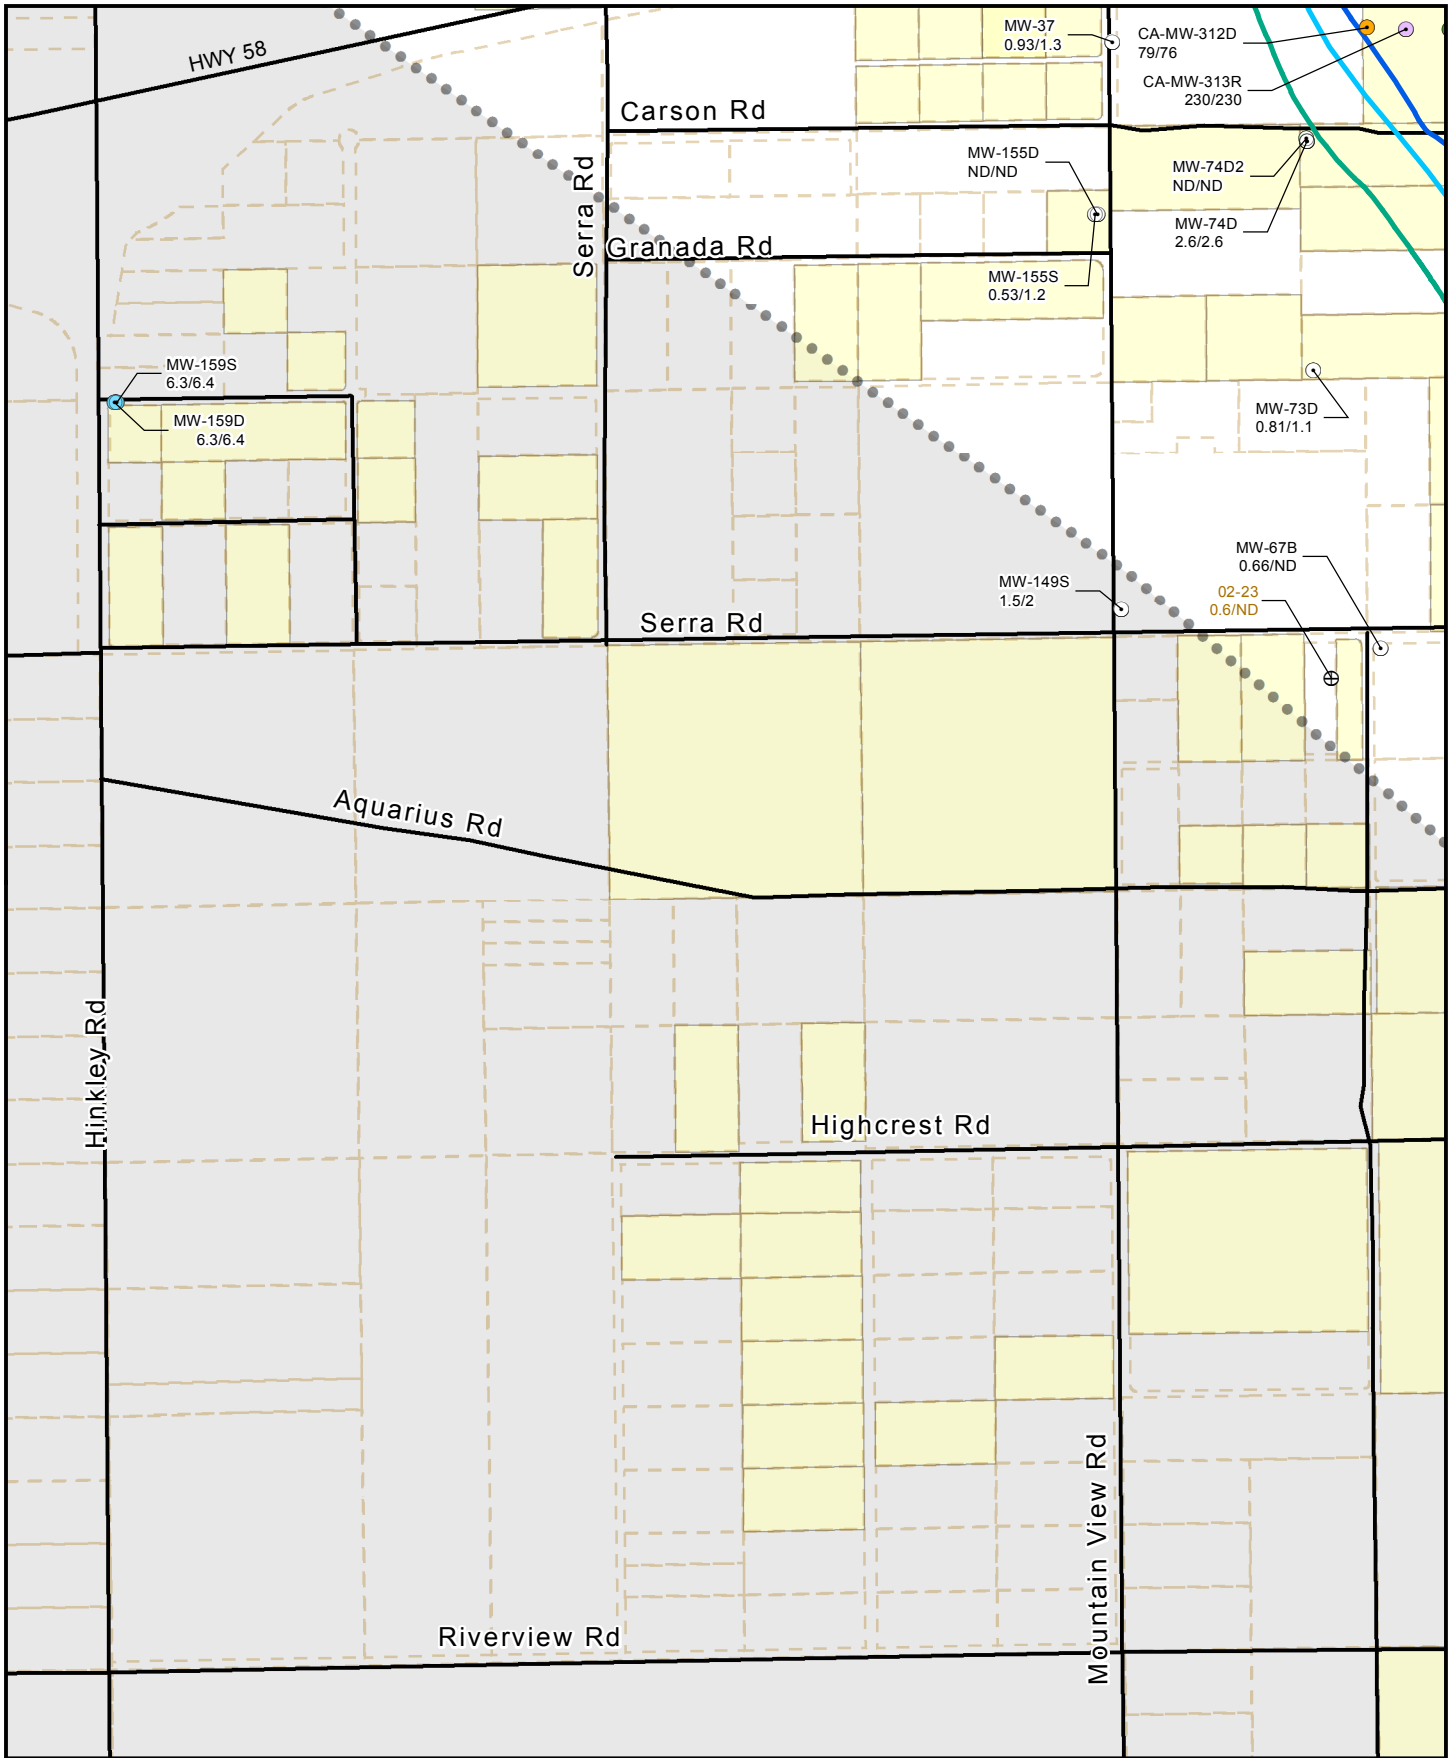 HWY 58
MW-37
0.93/1.3
CA-MW-312D
79/76
CA-MW-313R
230/230
Carson Rd
MW-155D
ND/ND
MW-74D2
ND/ND
MW-74D
2.6/2.6
Serra Rd
Granada Rd
MW-155S
0.53/1.2
MW-159S
6.3/6.4
MW-159D
6.3/6.4
MW-73D
0.81/1.1
MW-67B
0.66/ND
MW-149S
1.5/2
02-23
0.6/ND
Serra Rd
Aquarius Rd
Hinkley Rd
Highcrest Rd
Mountain View Rd
Riverview Rd